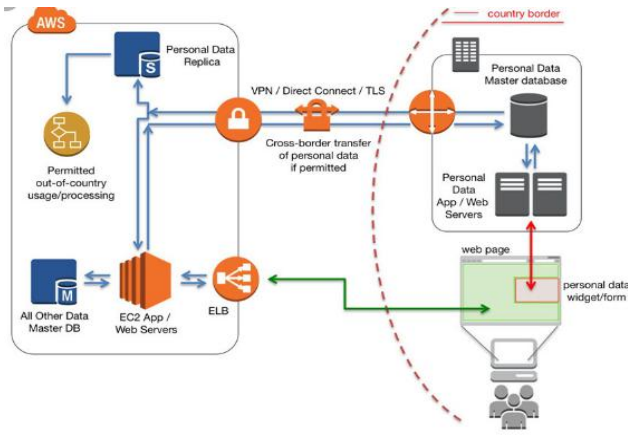 AWS
country border
Personal Data
Replica
S
VPN / Direct Connect / TLS
Cross-border transfer
of personal data
if permitted
Personal Data
Master database
Permitted
out-of-country
usage/processing
Personal
Data
App / Web
Servers
web page
personal data
widget/form
M
All Other Data
Master DB
EC2 App /
Web Servers
ELB